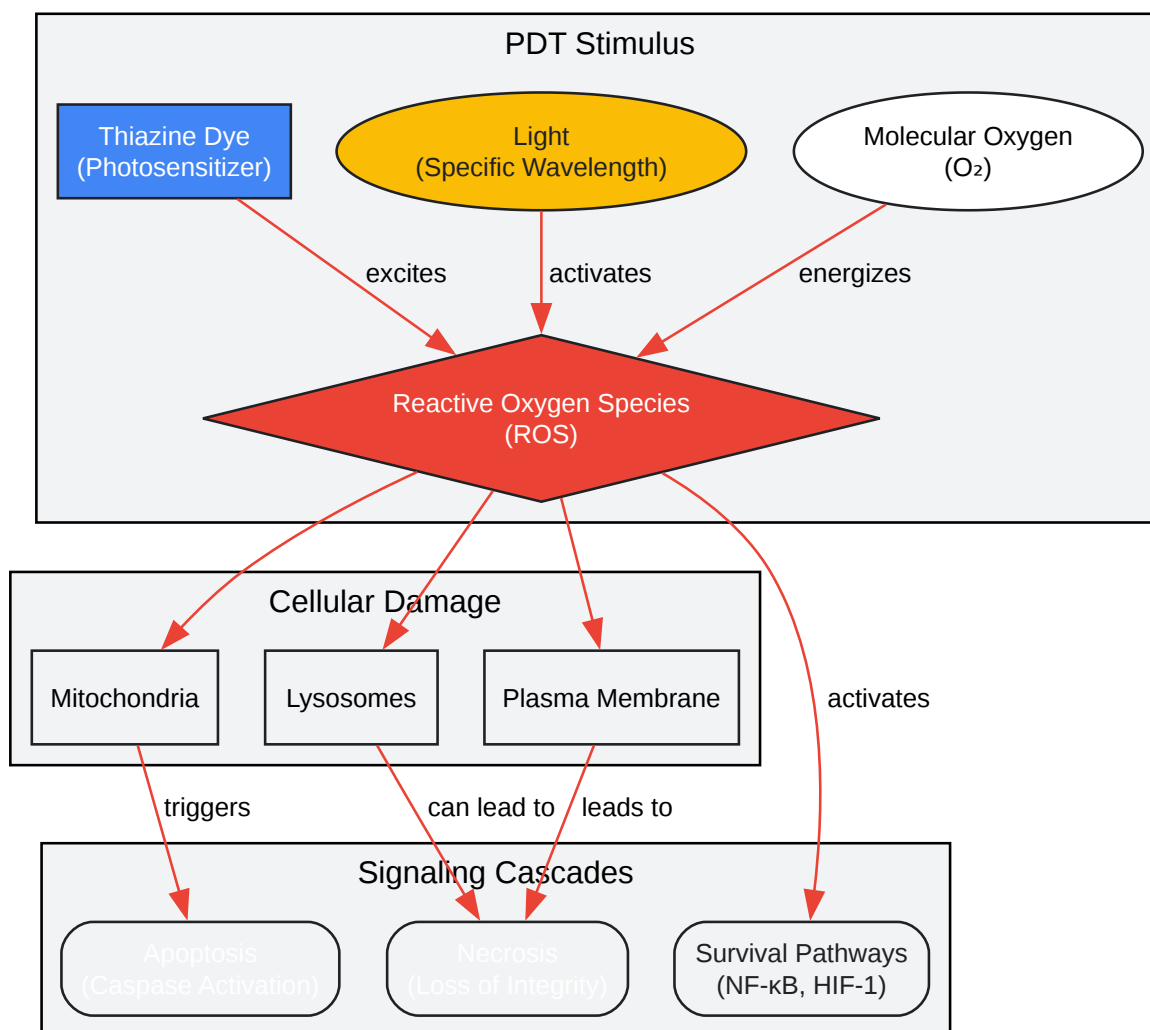 PDT Stimulus
Thiazine Dye
(Photosensitizer)
Light
(Specific Wavelength)
Molecular Oxygen
(O₂)
excites
activates
energizes
Reactive Oxygen Species
(ROS)
Cellular Damage
Mitochondria
Lysosomes
Plasma Membrane
activates
triggers
can lead to
leads to
Signaling Cascades
Apoptosis
(Caspase Activation)
Necrosis
(Loss of Integrity)
Survival Pathways
(NF-κB, HIF-1)